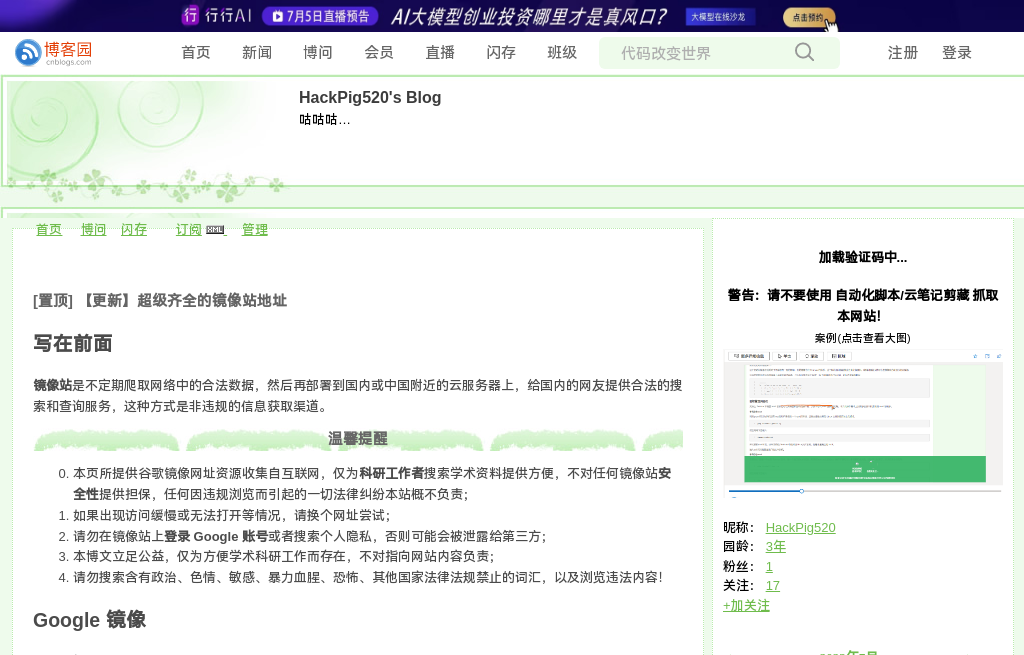 行 行行AI 7月5日直播预告 AI大模型创业投资哪里才是真风口? 大模型在线沙龙 点击预约
博客园
cnblogs.com
首页 新闻 博问 会员 直播 闪存 班级 代码改变世界 注册 登录
HackPig520's Blog
咕咕咕...
首页 博问 闪存 订阅 XML 管理
[置顶] 【更新】超级齐全的镜像站地址
写在前面
镜像站是不定期爬取网络中的合法数据，然后再部署到国内或中国附近的云服务器上，给国内的网友提供合法的搜
索和查询服务，这种方式是非违规的信息获取渠道。
温馨提醒
0. 本页所提供谷歌镜像网址资源收集自互联网，仅为科研工作者搜索学术资料提供方便，不对任何镜像站安
全性提供担保，任何因违规浏览而引起的一切法律纠纷本站概不负责；
1. 如果出现访问缓慢或无法打开等情况，请换个网址尝试；
2. 请勿在镜像站上登录 Google 账号或者搜索个人隐私，否则可能会被泄露给第三方；
3. 本博文立足公益，仅为方便学术科研工作而存在，不对指向网站内容负责；
4. 请勿搜索含有政治、色情、敏感、暴力血腥、恐怖、其他国家法律法规禁止的词汇，以及浏览违法内容！
Google 镜像
加载验证码中...
警告：请不要使用 自动化脚本/云笔记剪藏 抓取
本网站！
案例(点击查看大图)
昵称： HackPig520
园龄： 3年
粉丝： 1
关注： 17
+加关注